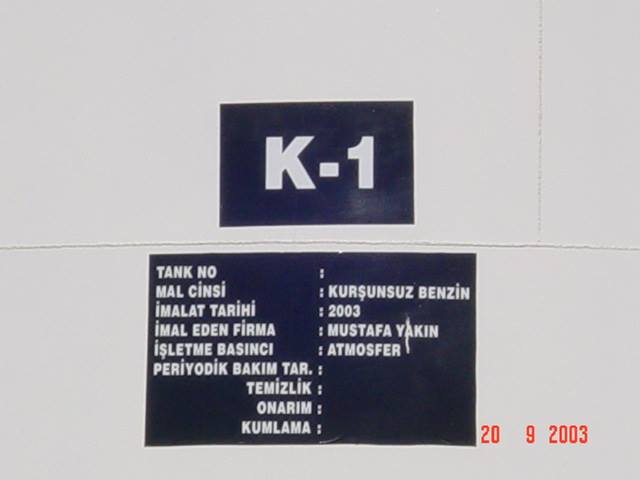 K-1
TANK NO :
MAL CİNSİ : KURŞUNSUZ BENZİN
İMALAT TARİHİ : 2003
İMAL EDEN FİRMA : MUSTAFA YAKIN
İŞLETME BASINCI : ATMOSFER
PERİYODİK BAKIM TAR. :
TEMİZLİK :
ONARIM :
KUMLAMA :
20 9 2003